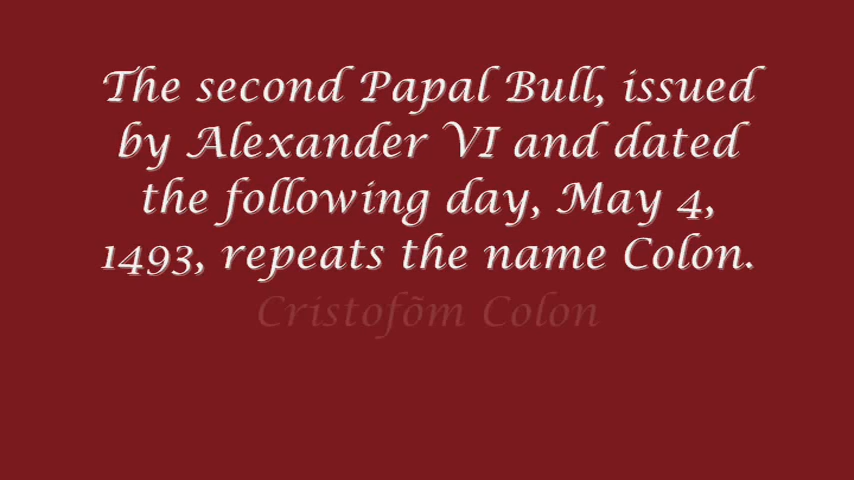 The second Papal Bull, issued
by Alexander VI and dated
the following day, May 4,
1493, repeats the name Colon.
Cristofõm Colon